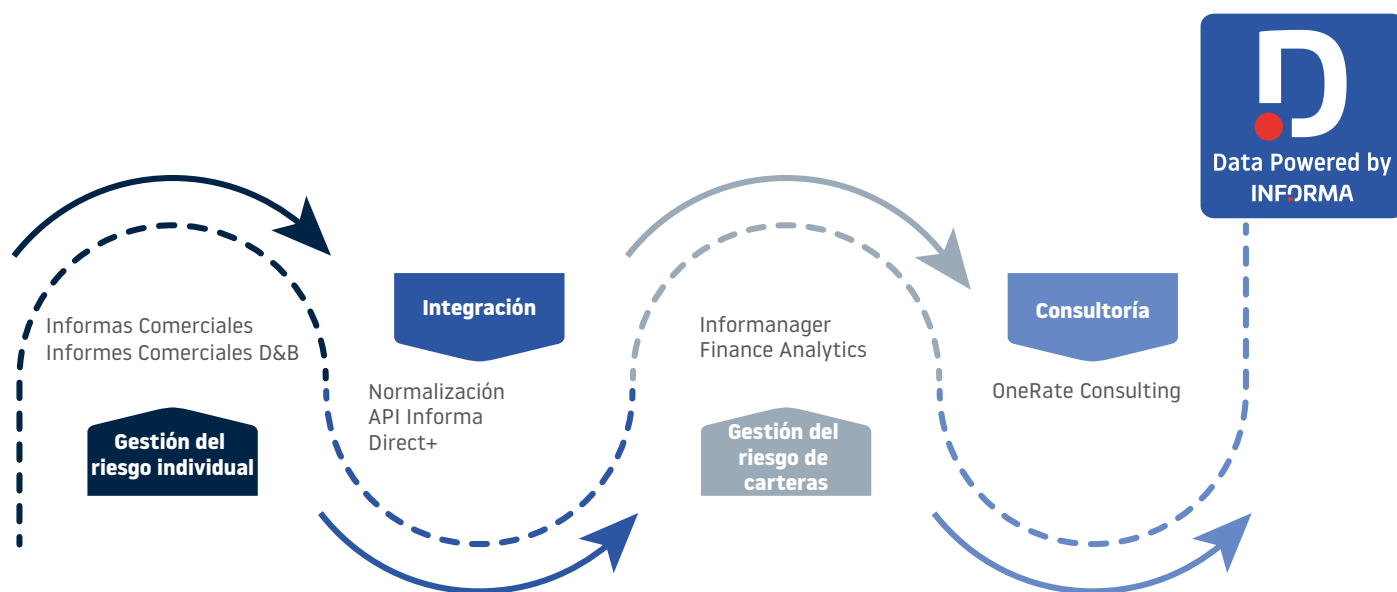 Informas Comerciales
Informes Comerciales D&B
Gestión del
riesgo individual
Integración
Normalización
API Informa
Direct+
Informanager
Finance Analytics
Gestión del
riesgo de
carteras
Consultoría
OneRate Consulting
D
Data Powered by
INFORMA